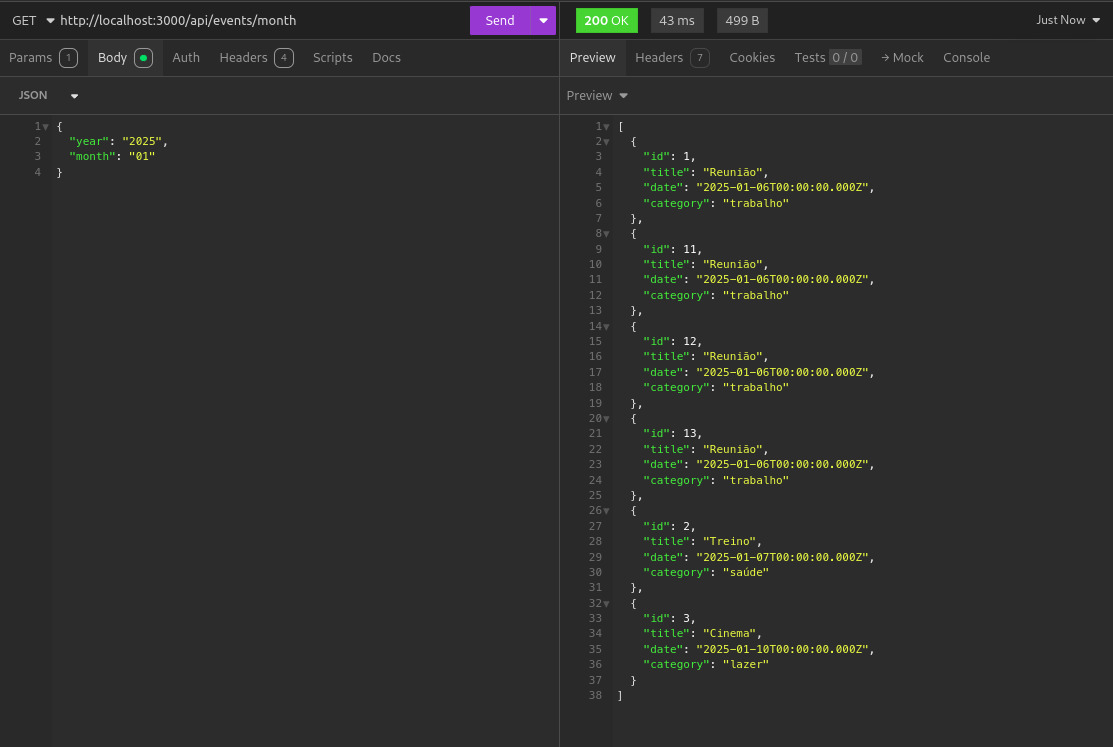 GET http://localhost:3000/api/events/month Send 200 OK 43 ms 499 B Just Now
Params 1 Body Auth Headers 4 Scripts Docs
Preview Headers 7 Cookies Tests 0 / 0 → Mock Console
JSON
Preview
1 {
2 "year": "2025",
3 "month": "01"
4 }
1 [
2 {
3 "id": 1,
4 "title": "Reunião",
5 "date": "2025-01-06T00:00:00.000Z",
6 "category": "trabalho"
7 },
8 {
9 "id": 11,
10 "title": "Reunião",
11 "date": "2025-01-06T00:00:00.000Z",
12 "category": "trabalho"
13 },
14 {
15 "id": 12,
16 "title": "Reunião",
17 "date": "2025-01-06T00:00:00.000Z",
18 "category": "trabalho"
19 },
20 {
21 "id": 13,
22 "title": "Reunião",
23 "date": "2025-01-06T00:00:00.000Z",
24 "category": "trabalho"
25 },
26 {
27 "id": 2,
28 "title": "Treino",
29 "date": "2025-01-07T00:00:00.000Z",
30 "category": "saúde"
31 },
32 {
33 "id": 3,
34 "title": "Cinema",
35 "date": "2025-01-10T00:00:00.000Z",
36 "category": "lazer"
37 }
38 ]